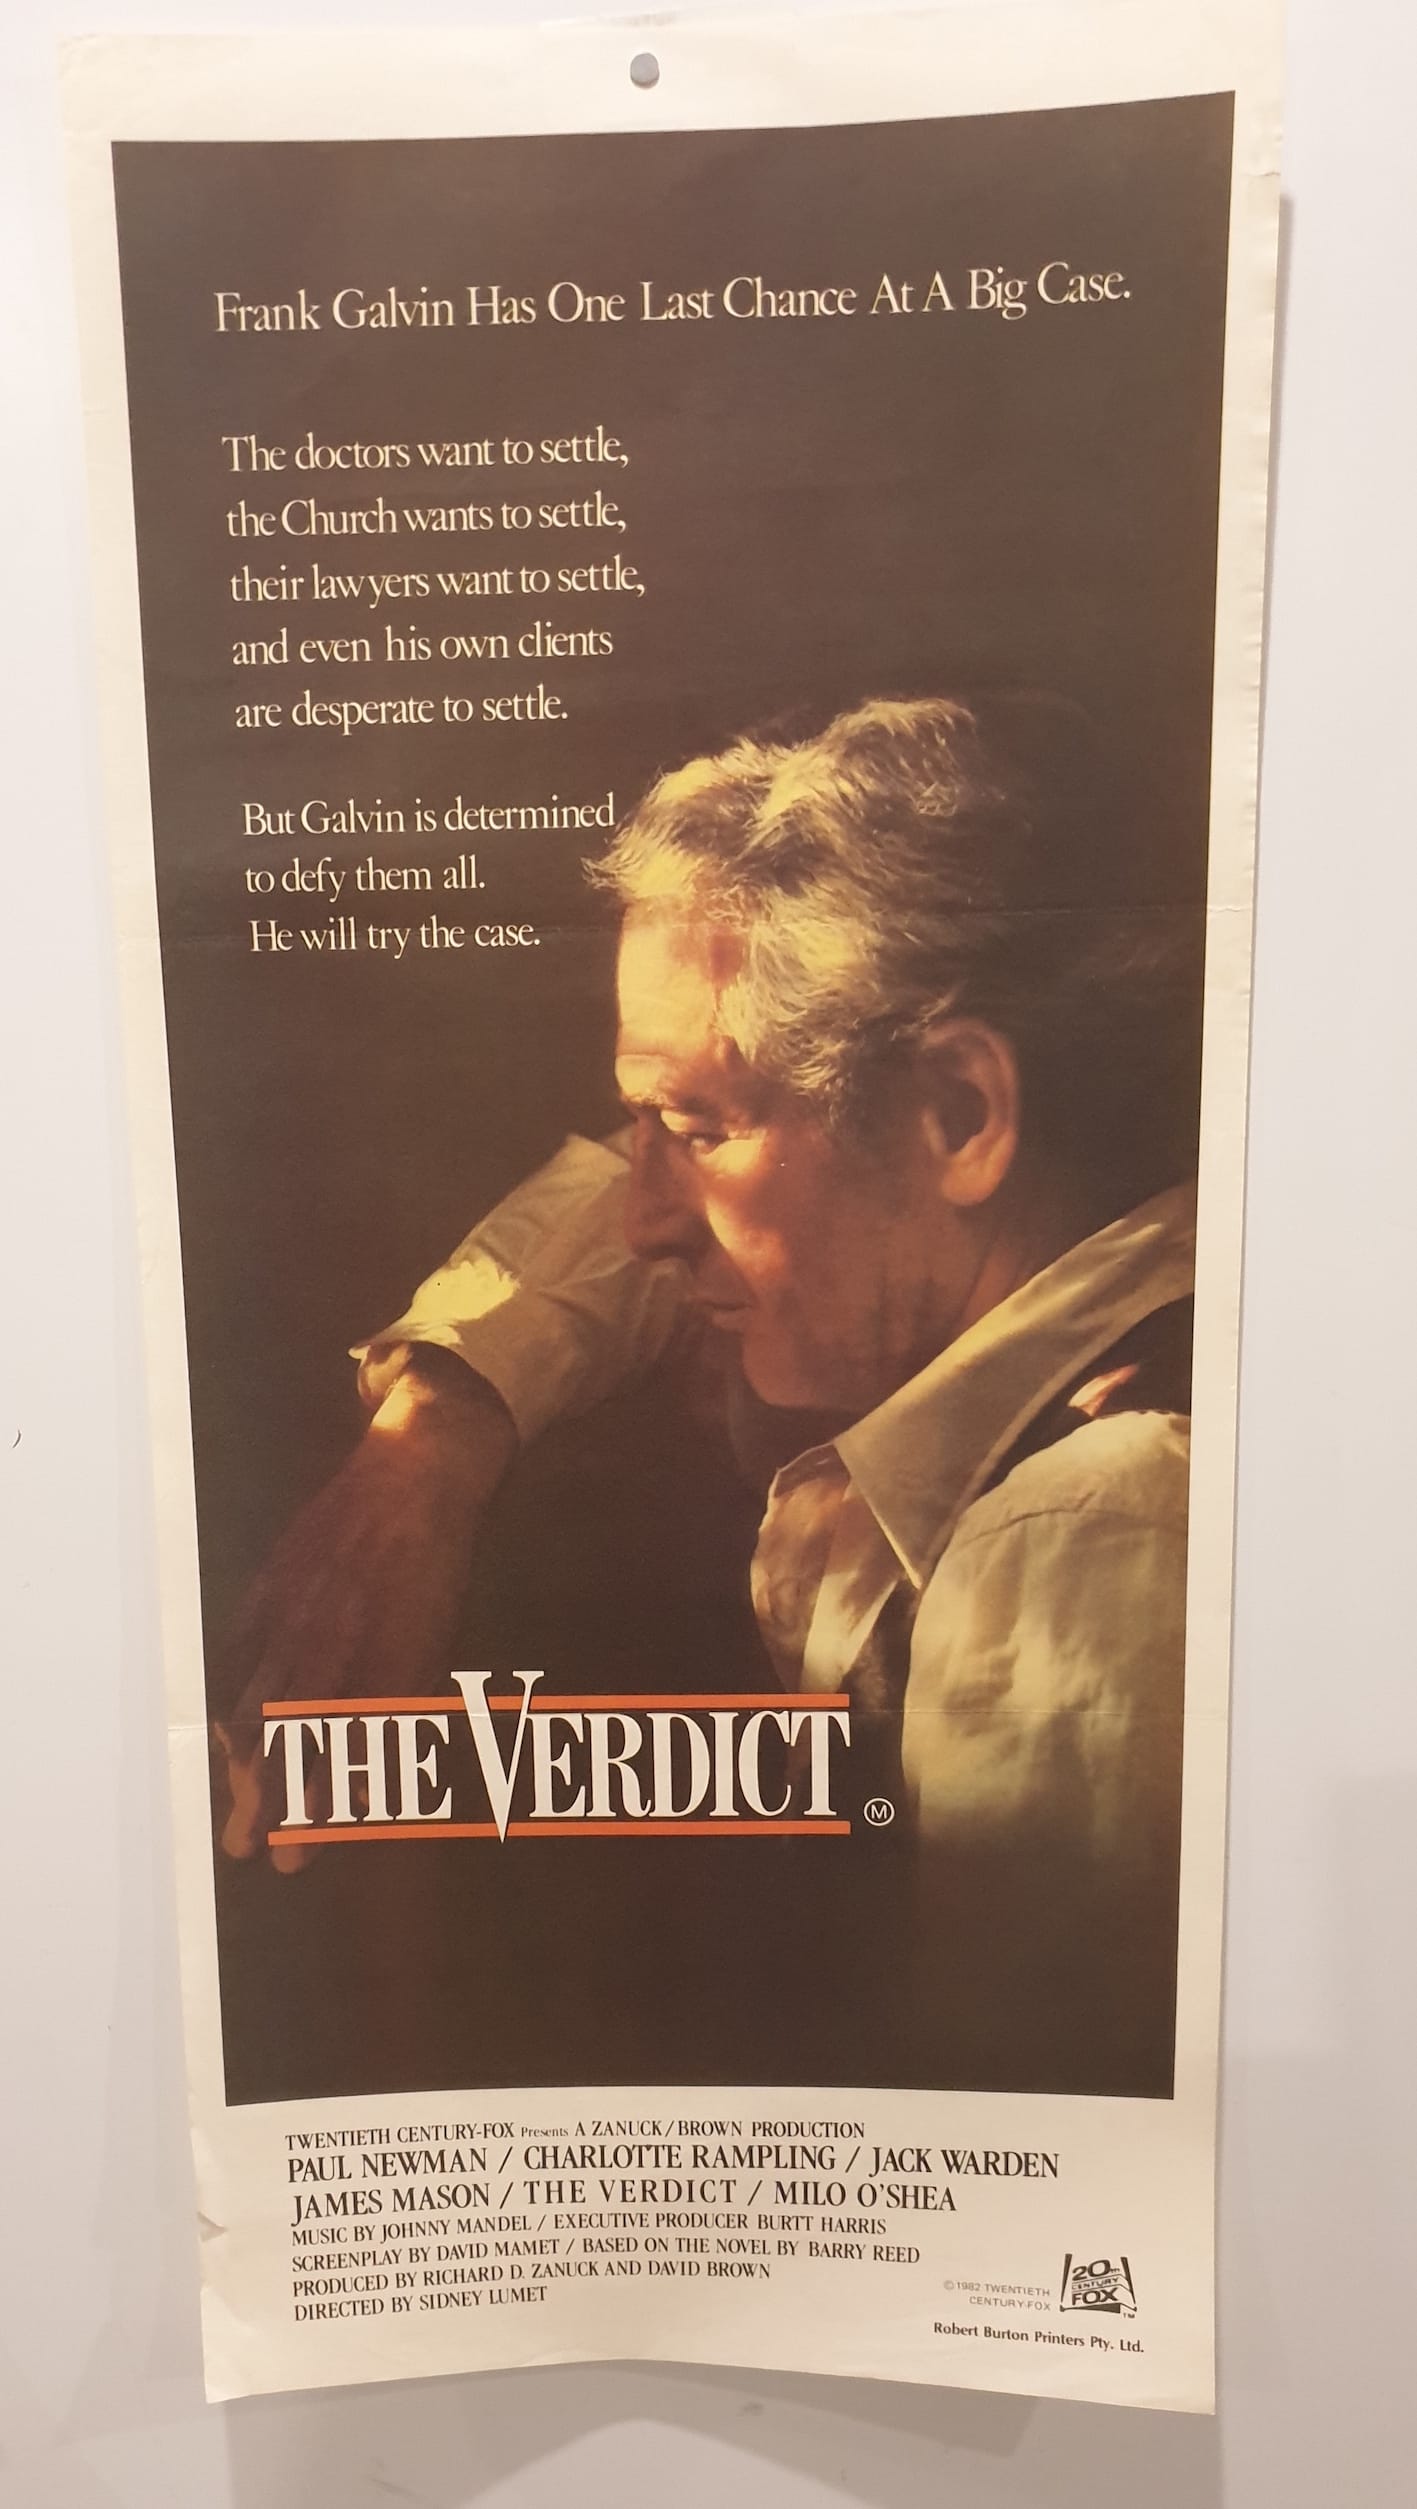 Frank Galvin Has One Last Chance At A Big Case.
The doctors want to settle,
the Church wants to settle,
their lawyers want to settle,
and even his own clients
are desperate to settle.
But Galvin is determined
to defy them all.
He will try the case.
THE VERDICT M
TWENTIETH CENTURY-FOX Presents A ZANUCK/BROWN PRODUCTION
PAUL NEWMAN / CHARLOTTE RAMPLING / JACK WARDEN
JAMES MASON / THE VERDICT / MILO O'SHEA
MUSIC BY JOHNNY MANDEL / EXECUTIVE PRODUCER BURTT HARRIS
SCREENPLAY BY DAVID MAMET / BASED ON THE NOVEL BY BARRY REED
PRODUCED BY RICHARD D. ZANUCK AND DAVID BROWN
DIRECTED BY SIDNEY LUMET
© 1982 TWENTIETH
CENTURY-FOX
20th
CENTURY
FOX
TM
Robert Burton Printers Pty. Ltd.